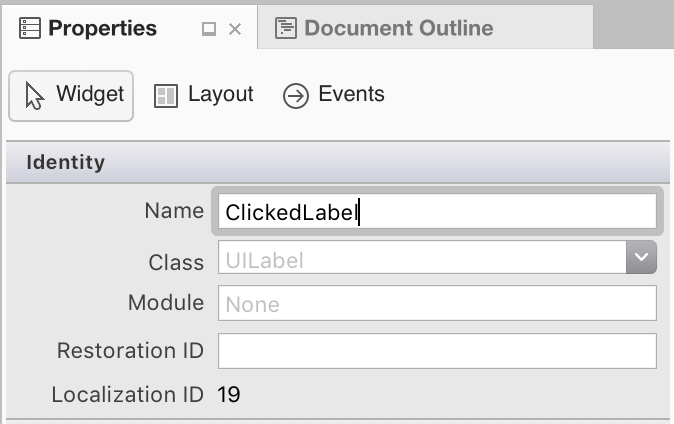 Properties
Document Outline
Widget
Layout
Events
Identity
Name ClickedLabel
Class UILabel
Module None
Restoration ID
Localization ID 19